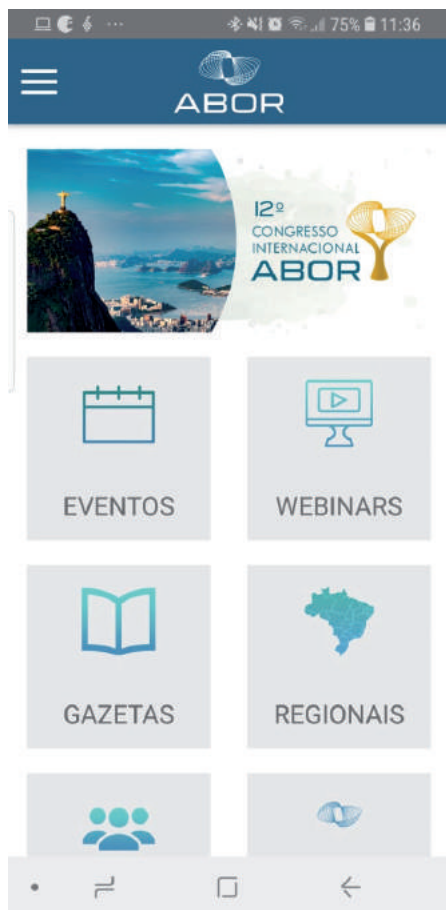 75% 11:36
ABOR
12º
CONGRESSO
INTERNACIONAL
ABOR
EVENTOS
WEBINARS
GAZETAS
REGIONAIS